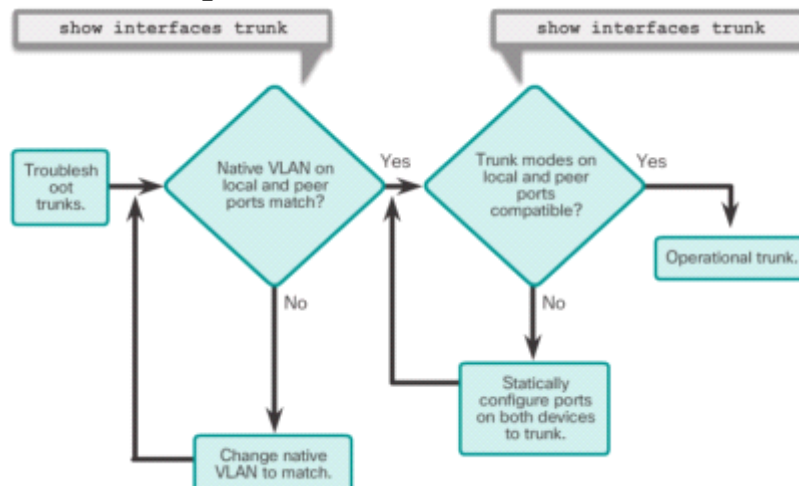 show interfaces trunk
show interfaces trunk
Troublesh
oot
trunks.
Native VLAN on
local and peer
ports match?
Yes
Trunk modes on
local and peer
ports
compatible?
Yes
Operational trunk.
No
No
Change native
VLAN to match.
Statically
configure ports
on both devices
to trunk.